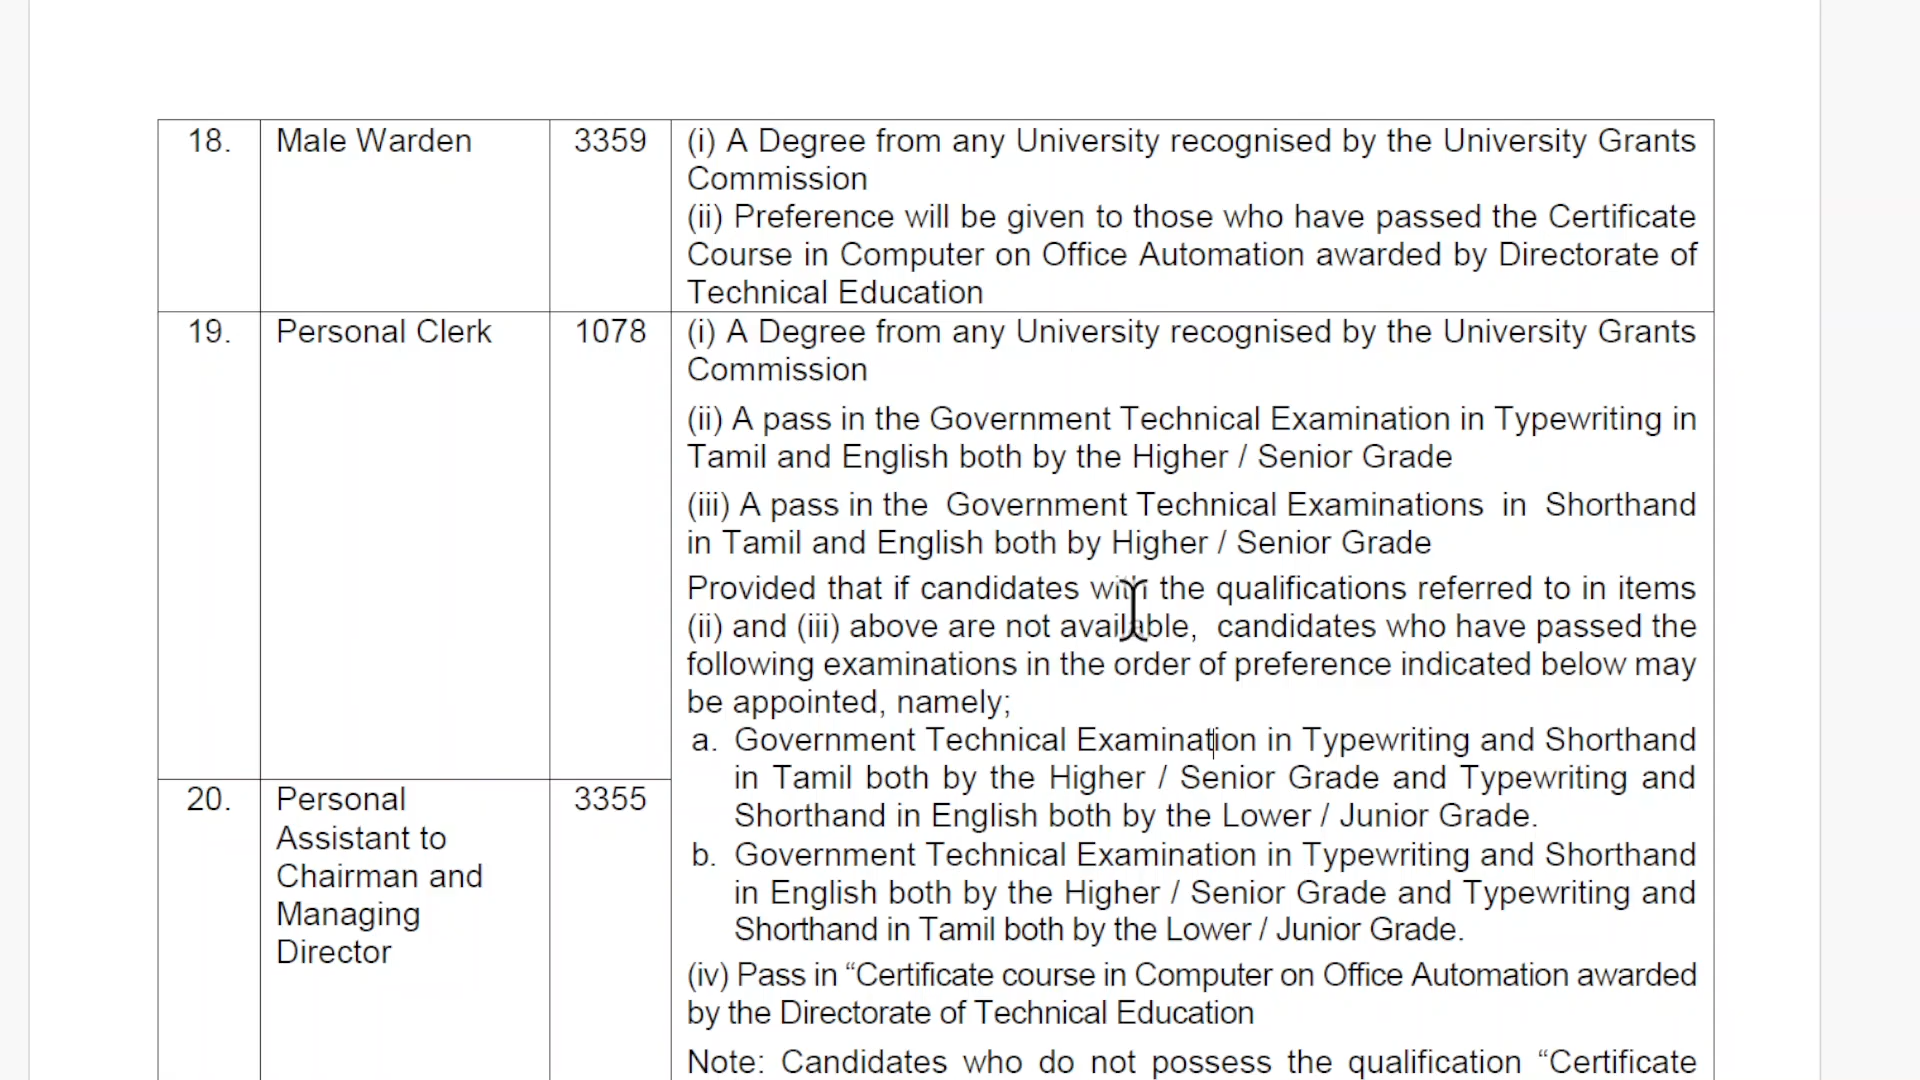 18. Male Warden 3359 (i) A Degree from any University recognised by the University Grants
Commission
(ii) Preference will be given to those who have passed the Certificate
Course in Computer on Office Automation awarded by Directorate of
Technical Education
19. Personal Clerk 1078 (i) A Degree from any University recognised by the University Grants
Commission
(ii) A pass in the Government Technical Examination in Typewriting in
Tamil and English both by the Higher / Senior Grade
(iii) A pass in the Government Technical Examinations in Shorthand
in Tamil and English both by Higher / Senior Grade
Provided that if candidates with the qualifications referred to in items
(ii) and (iii) above are not available, candidates who have passed the
following examinations in the order of preference indicated below may
be appointed, namely;
a. Government Technical Examination in Typewriting and Shorthand
in Tamil both by the Higher / Senior Grade and Typewriting and
Shorthand in English both by the Lower / Junior Grade.
b. Government Technical Examination in Typewriting and Shorthand
in English both by the Higher / Senior Grade and Typewriting and
Shorthand in Tamil both by the Lower / Junior Grade.
(iv) Pass in “Certificate course in Computer on Office Automation awarded
by the Directorate of Technical Education
Note: Candidates who do not possess the qualification “Certificate
20. Personal 3355
Assistant to
Chairman and
Managing
Director